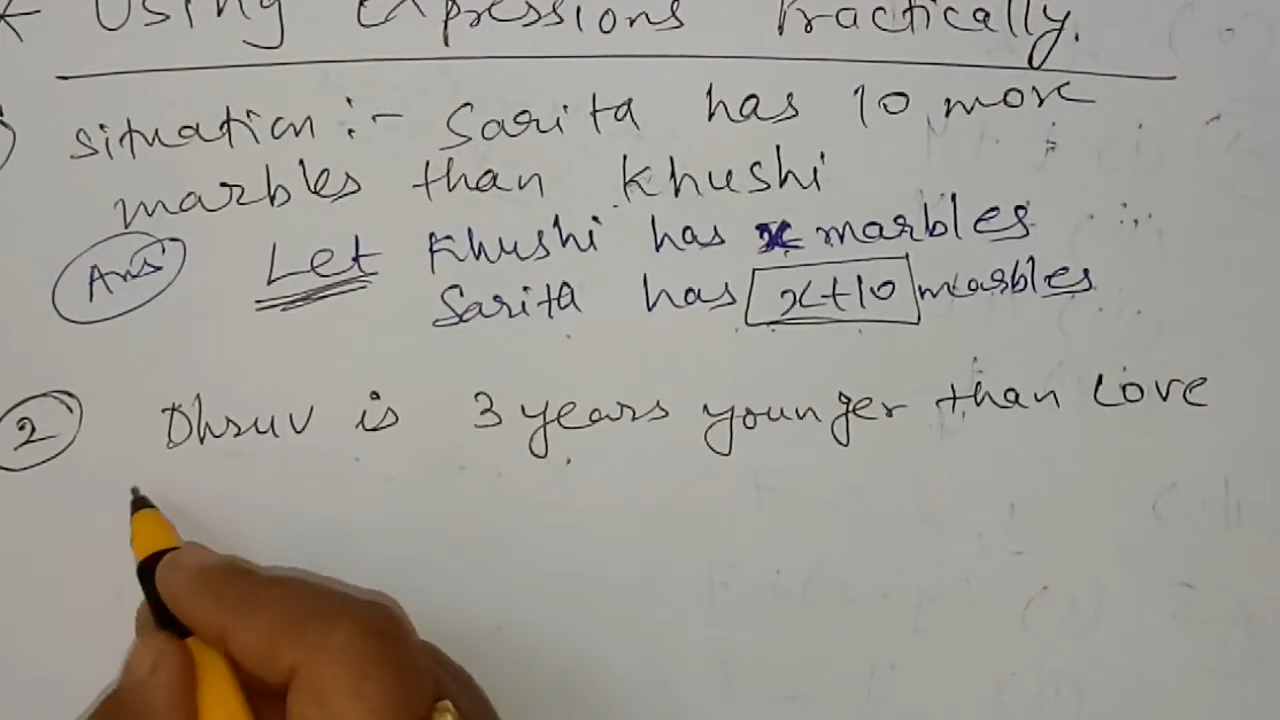 * Using Expressions Practically.
situation :- Sarita has 10 more
marbles than Khushi
Ans Let Khushi has x marbles
Sarita has x+10 marbles
2 Dhruv is 3 years younger than Love